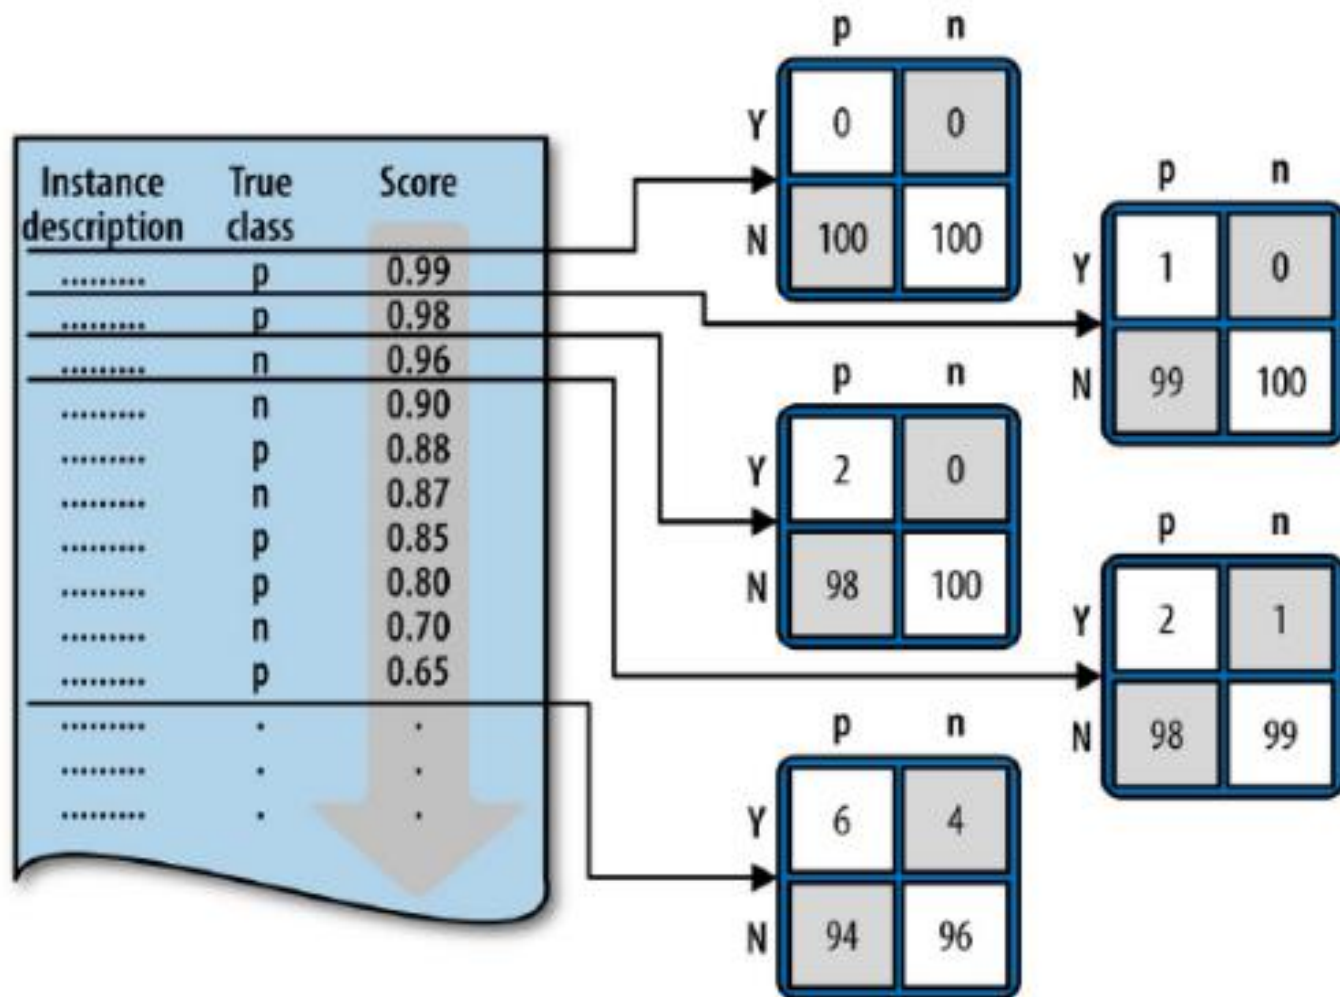 Instance description True class Score
......... p 0.99
......... p 0.98
......... n 0.96
......... n 0.90
......... p 0.88
......... n 0.87
......... p 0.85
......... p 0.80
......... n 0.70
......... p 0.65
......... . .
......... . .
......... . .
p n
Y 0 0
N 100 100
p n
Y 1 0
N 99 100
p n
Y 2 0
N 98 100
p n
Y 2 1
N 98 99
p n
Y 6 4
N 94 96